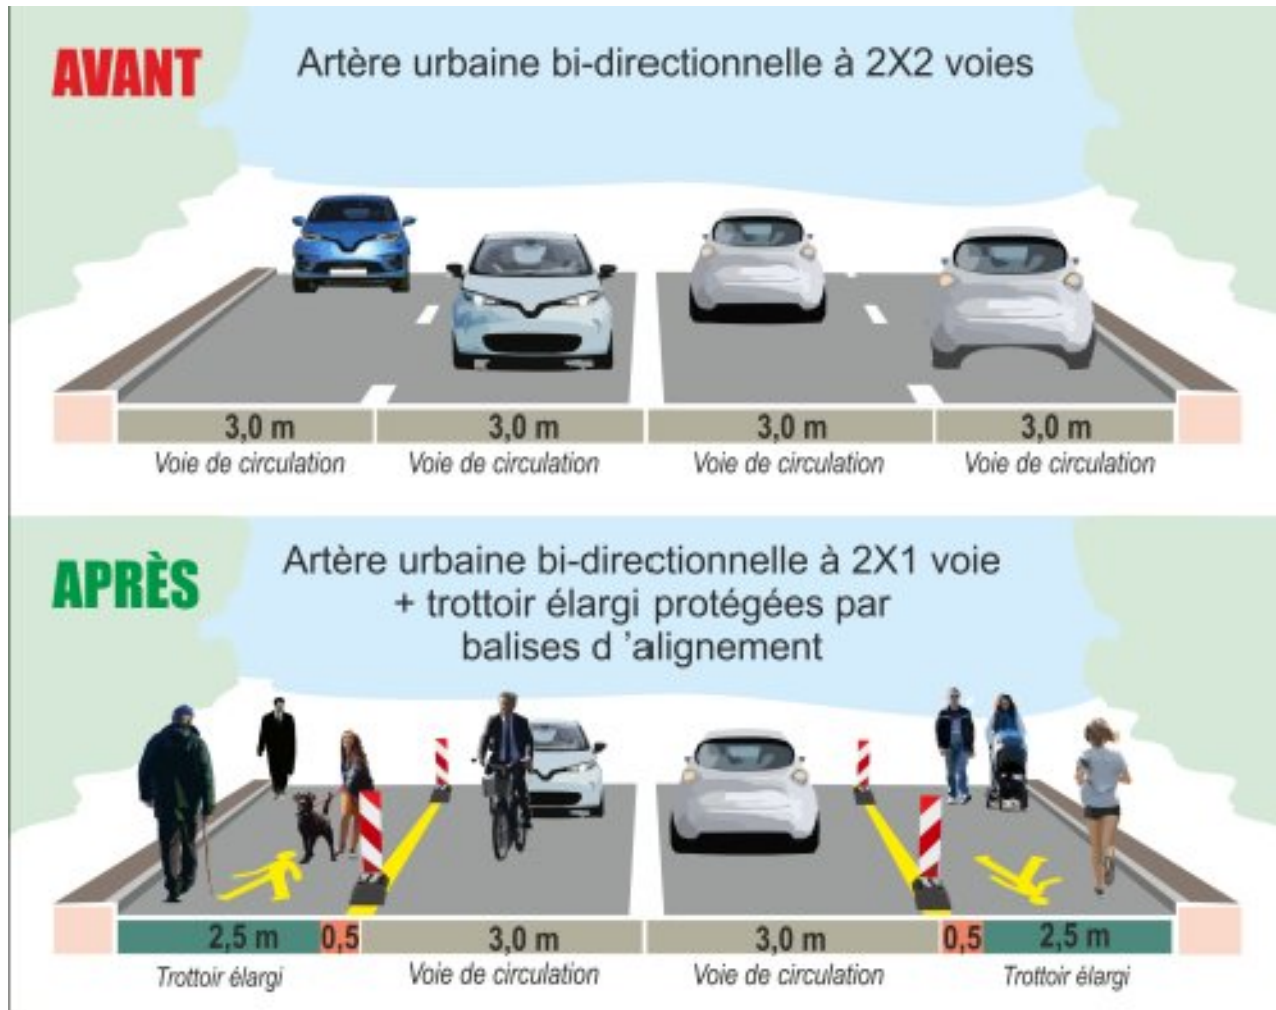 AVANT
Artère urbaine bi-directionnelle à 2X2 voies
3,0 m 3,0 m 3,0 m 3,0 m
Voie de circulation Voie de circulation Voie de circulation Voie de circulation
APRÈS
Artère urbaine bi-directionnelle à 2X1 voie
+ trottoir élargi protégées par
balises d 'alignement
2,5 m 0,5 3,0 m 3,0 m 0,5 2,5 m
Trottoir élargi Voie de circulation Voie de circulation Trottoir élargi